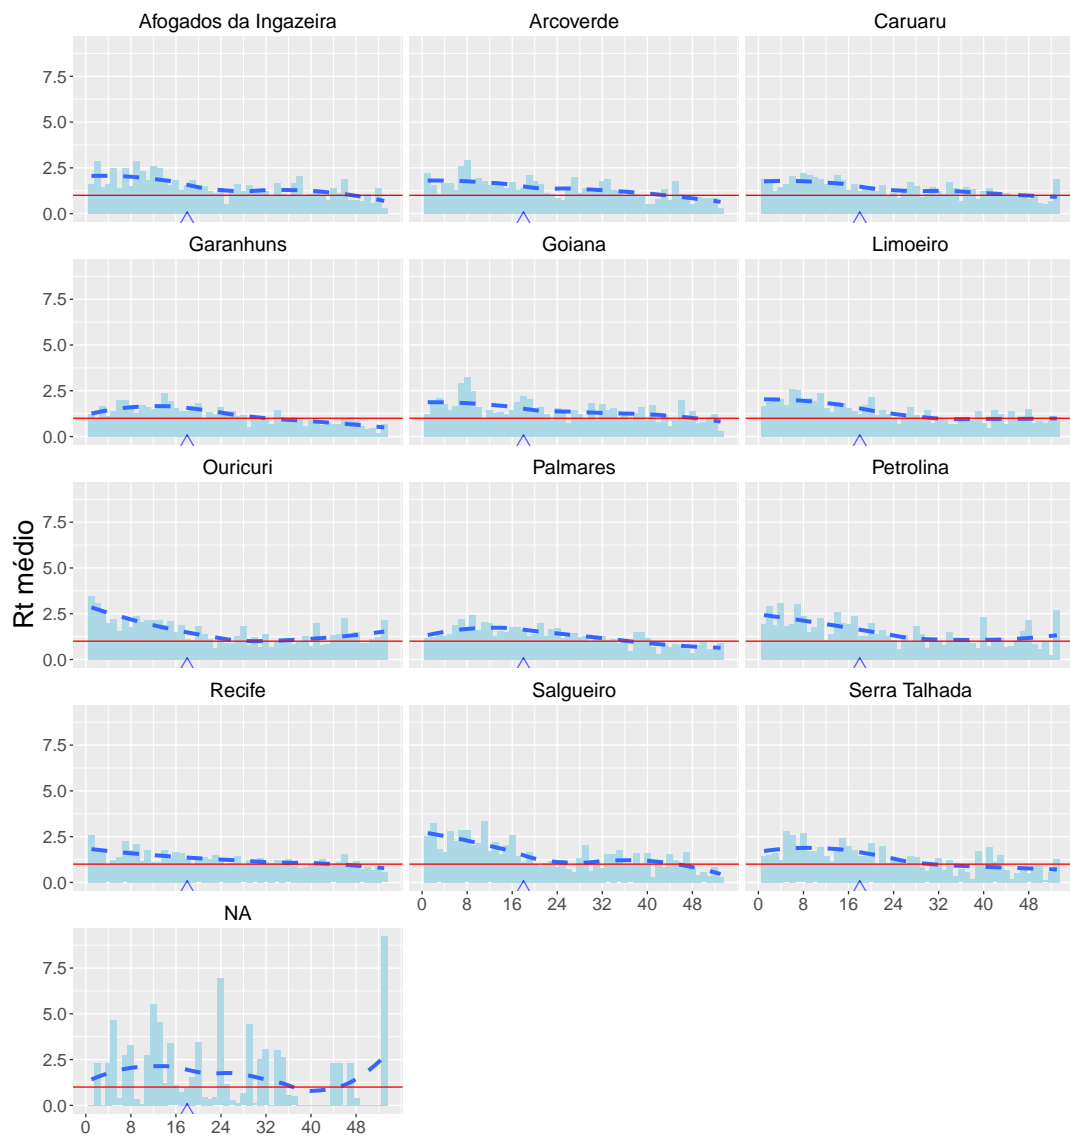 Afogados da Ingazeira Arcoverde Caruaru
7.5
5.0
2.5
0.0
Garanhuns Goiana Limoeiro
7.5
5.0
2.5
0.0
Ouricuri Palmares Petrolina
7.5
5.0
2.5
0.0
Rt médio
Recife Salgueiro Serra Talhada
7.5
5.0
2.5
0.0
0 8 16 24 32 40 48 0 8 16 24 32 40 48
NA
7.5
5.0
2.5
0.0
0 8 16 24 32 40 48